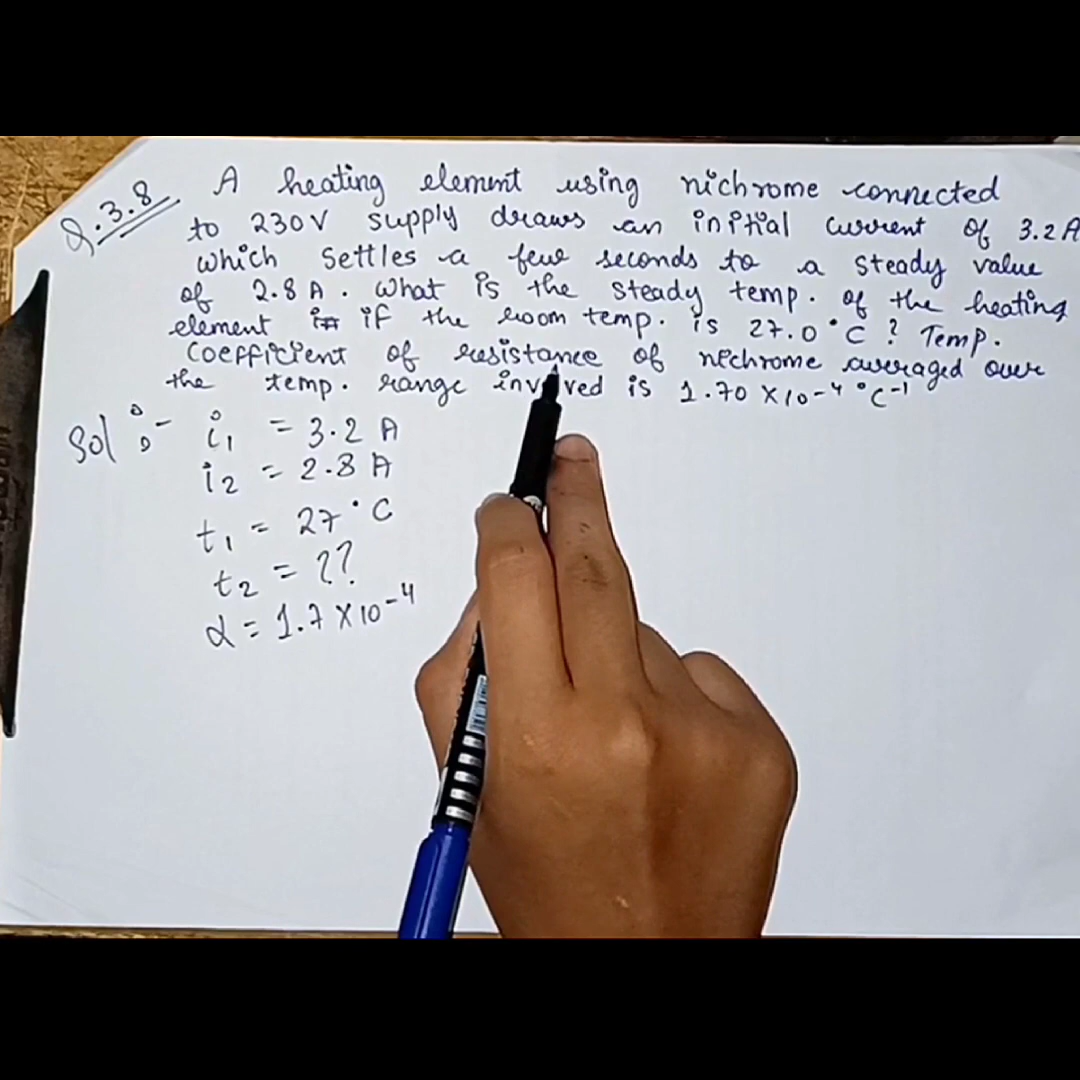 Q.3.8 A heating element using nichrome connected
to 230V supply draws an initial current of 3.2 A
which settles a few seconds to a steady value
of 2.8 A. What is the steady temp. of the heating
element in if the room temp. is 27.0 °C ? Temp.
coefficient of resistance of nichrome averaged over
the temp. range involved is 1.70 × 10-4 °C-1
Sol :- i1 = 3.2 A
i2 = 2.8 A
t1 = 27 °C
t2 = ??
α = 1.7 × 10-4